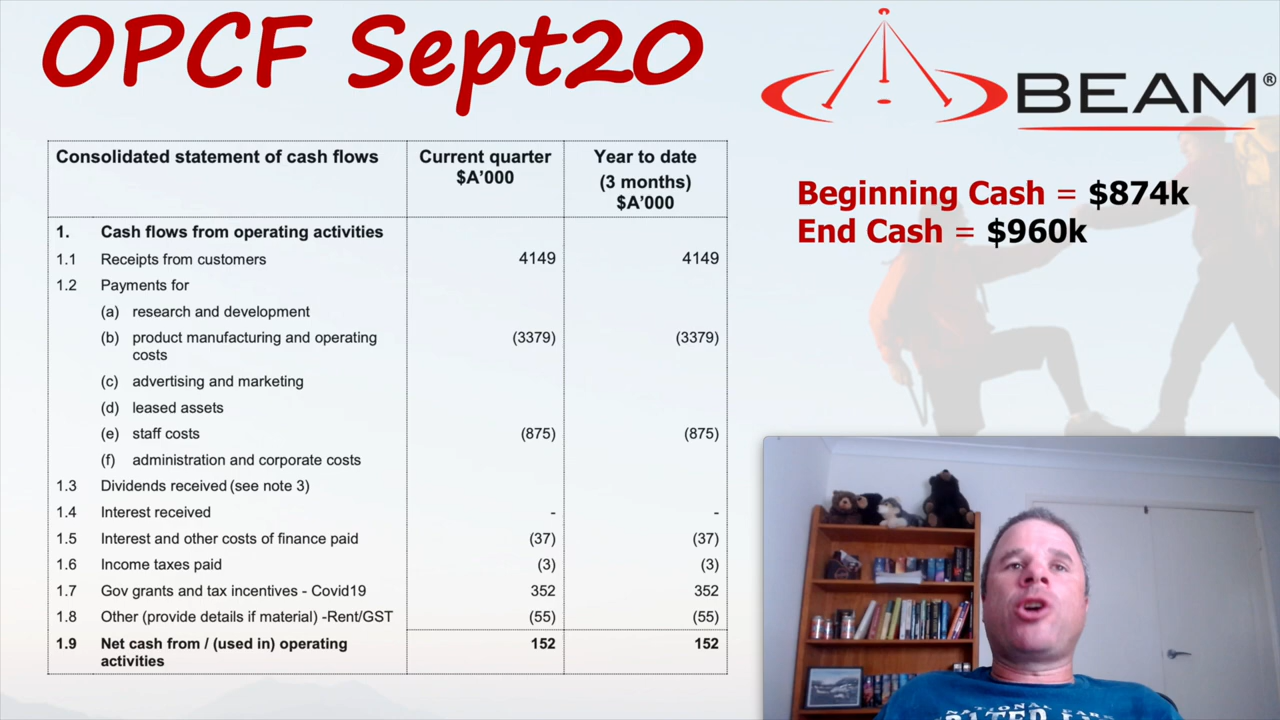 OPCF Sept20
BEAM®
Beginning Cash = $874k
End Cash = $960k
Consolidated statement of cash flows
Current quarter
$A'000
Year to date
(3 months)
$A'000
1. Cash flows from operating activities
1.1 Receipts from customers 4149 4149
1.2 Payments for
(a) research and development
(b) product manufacturing and operating
costs (3379) (3379)
(c) advertising and marketing
(d) leased assets
(e) staff costs (875) (875)
(f) administration and corporate costs
1.3 Dividends received (see note 3)
1.4 Interest received - -
1.5 Interest and other costs of finance paid (37) (37)
1.6 Income taxes paid (3) (3)
1.7 Gov grants and tax incentives - Covid19 352 352
1.8 Other (provide details if material) -Rent/GST (55) (55)
1.9 Net cash from / (used in) operating
activities 152 152